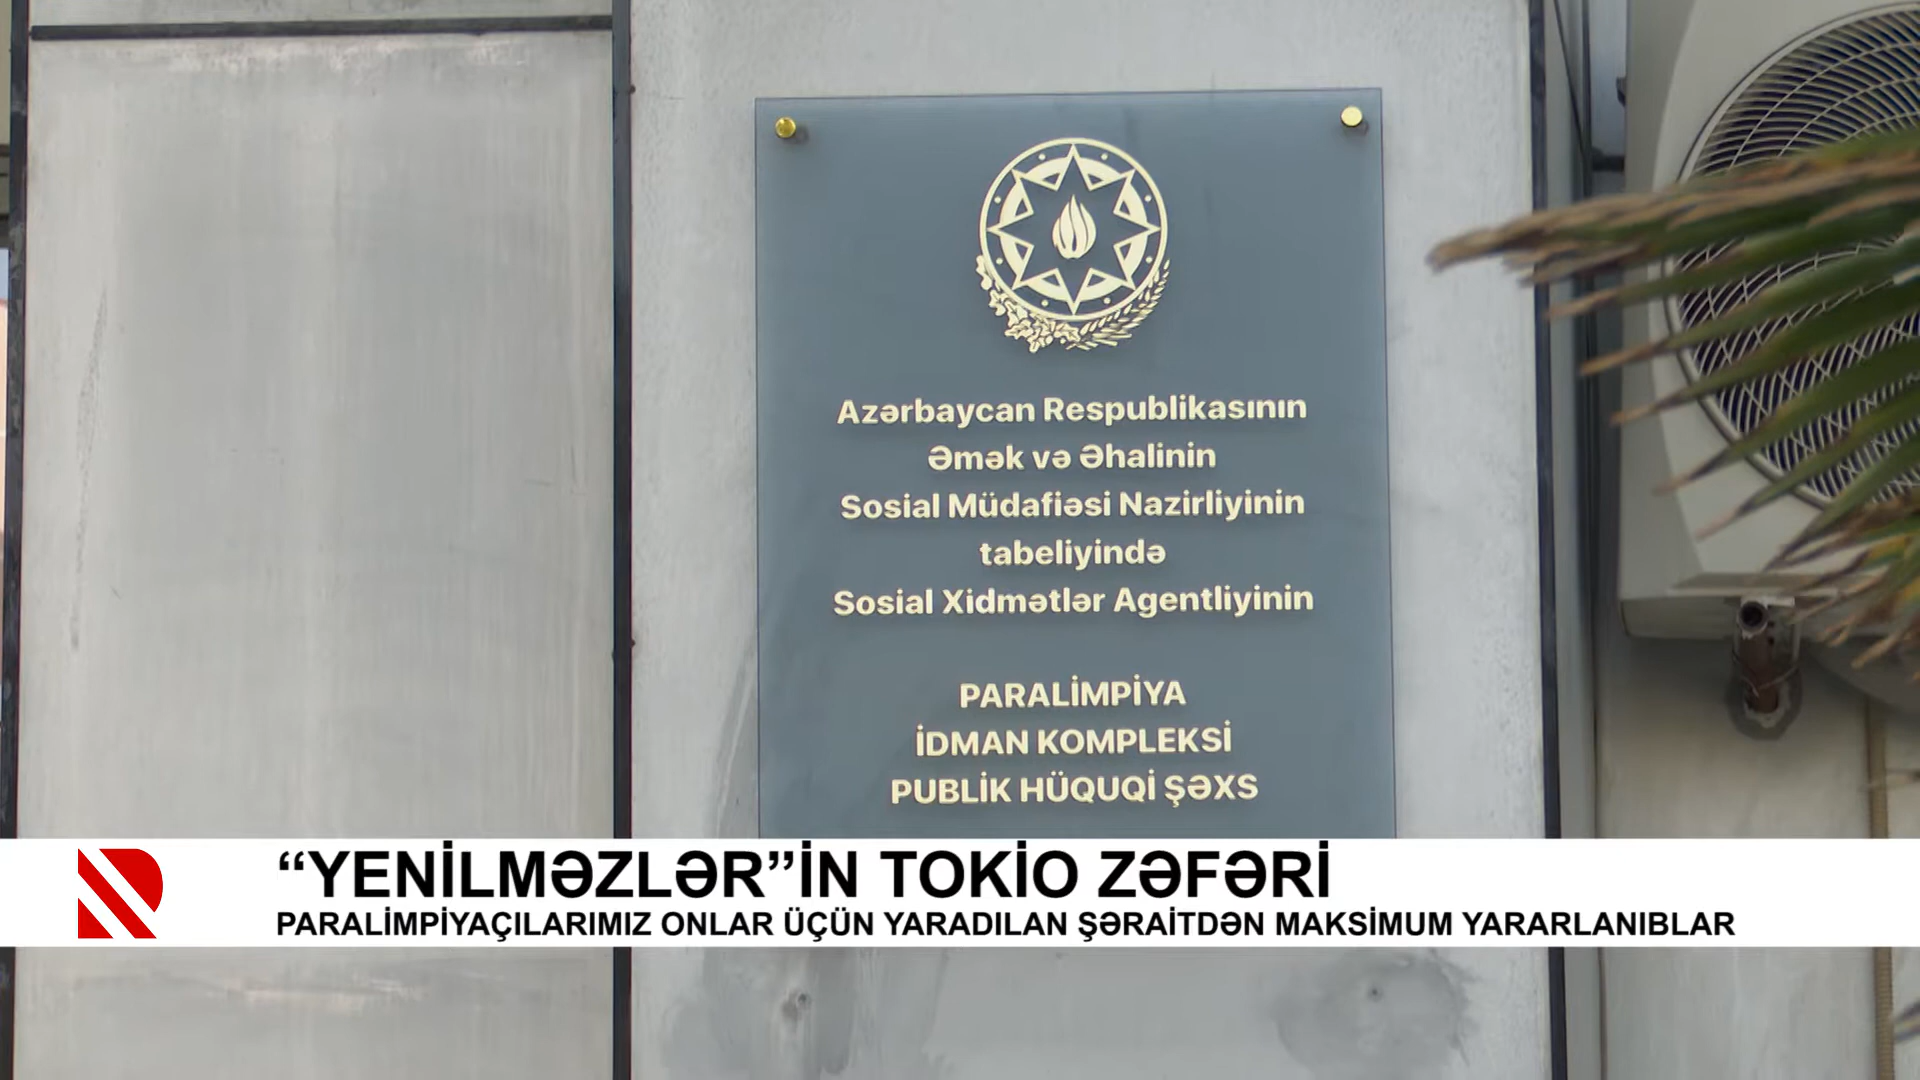 Azərbaycan Respublikasının
Əmək və Əhalinin
Sosial Müdafiəsi Nazirliyinin
tabeliyində
Sosial Xidmətlər Agentliyinin
PARALİMPİYA
İDMAN KOMPLEKSİ
PUBLİK HÜQUQİ ŞƏXS
“YENİLMƏZLƏR”İN TOKİO ZƏFƏRİ
PARALİMPİYAÇILARIMIZ ONLAR ÜÇÜN YARADILAN ŞƏRAİTDƏN MAKSİMUM YARARLANIBLAR